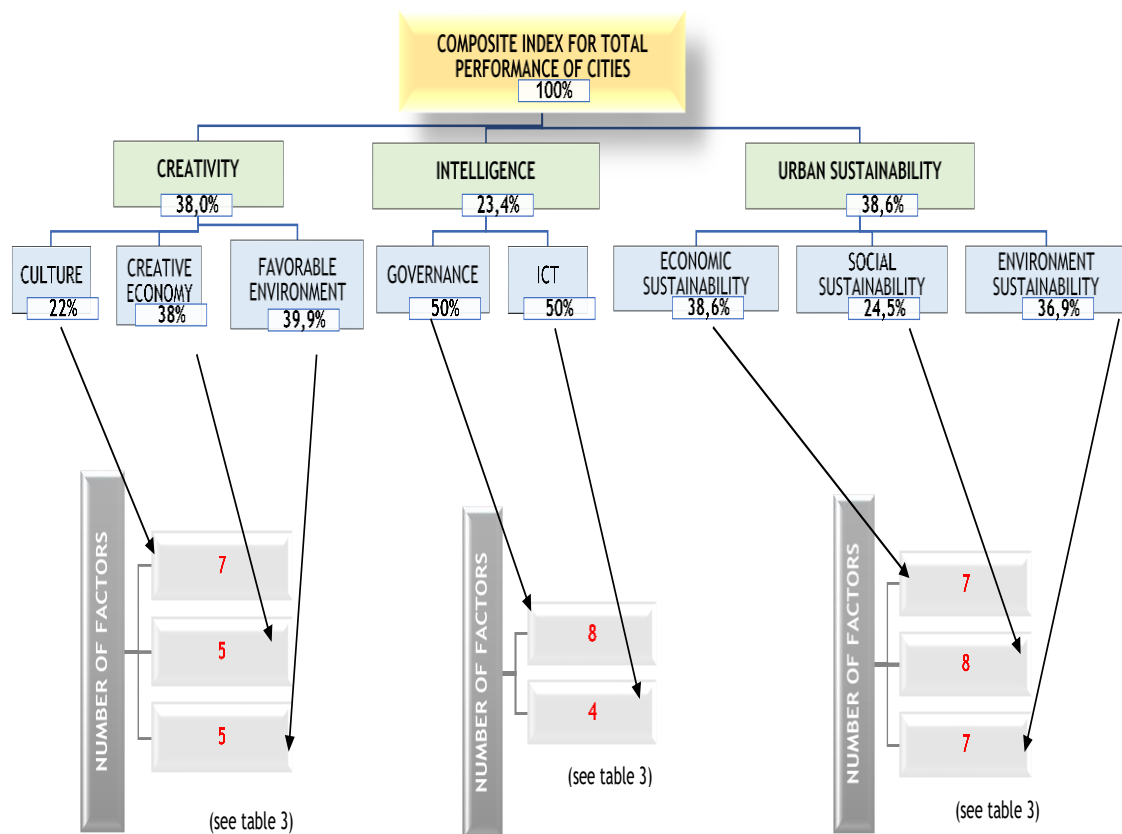 COMPOSITE INDEX FOR TOTAL
PERFORMANCE OF CITIES
100%
CREATIVITY
38,0%
INTELLIGENCE
23,4%
URBAN SUSTAINABILITY
38,6%
CULTURE
22%
CREATIVE
ECONOMY
38%
FAVORABLE
ENVIRONMENT
39,9%
GOVERNANCE
50%
ICT
50%
ECONOMIC
SUSTAINABILITY
38,6%
SOCIAL
SUSTAINABILITY
24,5%
ENVIRONMENT
SUSTAINABILITY
36,9%
NUMBER OF FACTORS
7
5
5
(see table 3)
NUMBER OF FACTORS
8
4
(see table 3)
NUMBER OF FACTORS
7
8
7
(see table 3)